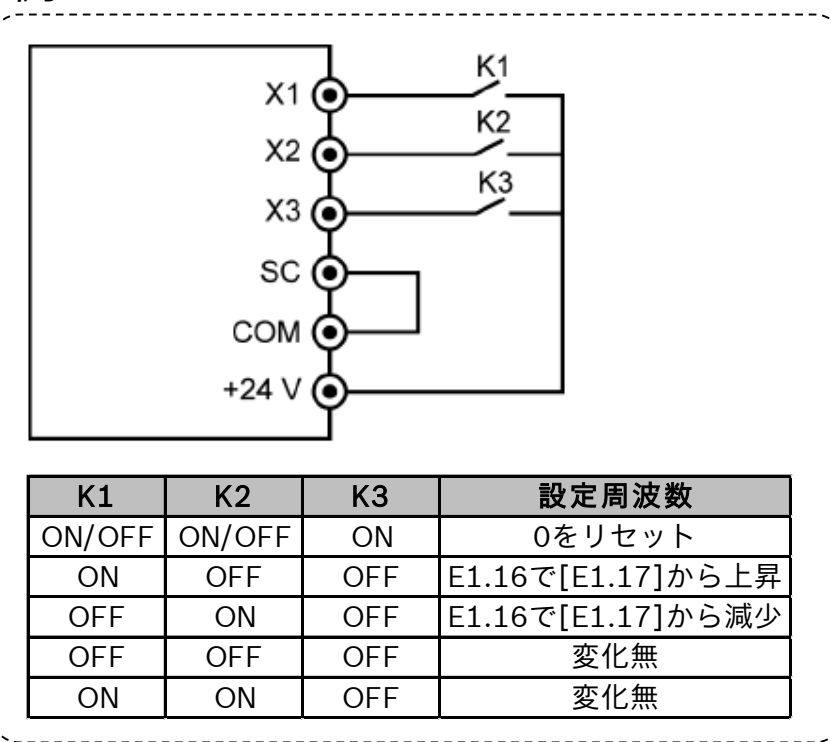 K1
X1
K2
X2
K3
X3
SC
COM
+24 V
K1 K2 K3 設定周波数
ON/OFF ON/OFF ON 0をリセット
ON OFF OFF E1.16で[E1.17]から上昇
OFF ON OFF E1.16で[E1.17]から減少
OFF OFF OFF 変化無
ON ON OFF 変化無